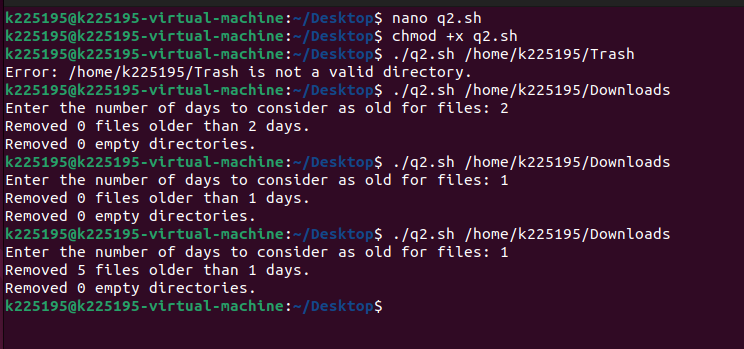 k225195@k225195-virtual-machine:~/Desktop$ nano q2.sh
k225195@k225195-virtual-machine:~/Desktop$ chmod +x q2.sh
k225195@k225195-virtual-machine:~/Desktop$ ./q2.sh /home/k225195/Trash
Error: /home/k225195/Trash is not a valid directory.
k225195@k225195-virtual-machine:~/Desktop$ ./q2.sh /home/k225195/Downloads
Enter the number of days to consider as old for files: 2
Removed 0 files older than 2 days.
Removed 0 empty directories.
k225195@k225195-virtual-machine:~/Desktop$ ./q2.sh /home/k225195/Downloads
Enter the number of days to consider as old for files: 1
Removed 0 files older than 1 days.
Removed 0 empty directories.
k225195@k225195-virtual-machine:~/Desktop$ ./q2.sh /home/k225195/Downloads
Enter the number of days to consider as old for files: 1
Removed 5 files older than 1 days.
Removed 0 empty directories.
k225195@k225195-virtual-machine:~/Desktop$